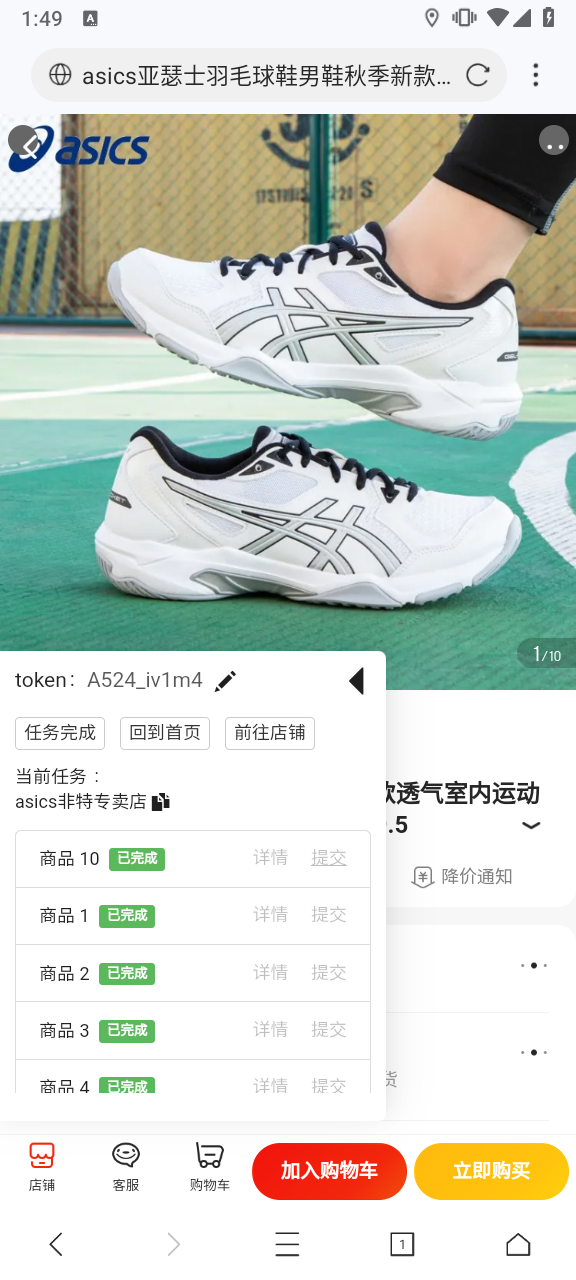 1:49
A
asics亚瑟士羽毛球鞋男鞋秋季新款...
asics
1/10
token: A524_iv1m4
任务完成 回到首页 前往店铺
当前任务：
asics非特专卖店
款透气室内运动
.5
降价通知
商品 10 已完成 详情 提交
商品 1 已完成 详情 提交
商品 2 已完成 详情 提交
商品 3 已完成 详情 提交
商品 4 已完成 详情 提交
货
店铺 客服 购物车 加入购物车 立即购买
1